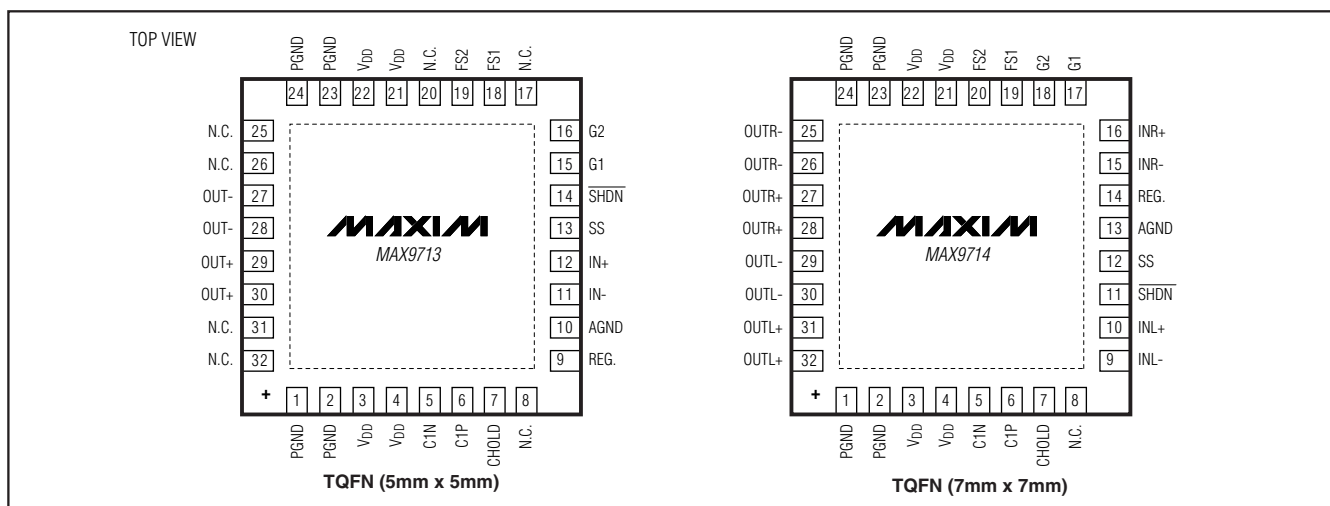 TOP VIEW
PGND PGND VDD VDD N.C. FS2 FS1 N.C.
24 23 22 21 20 19 18 17
N.C. 25
N.C. 26
OUT- 27
OUT- 28
OUT+ 29
OUT+ 30
N.C. 31
N.C. 32
MAXIM
MAX9713
16 G2
15 G1
14 SHDN
13 SS
12 IN+
11 IN-
10 AGND
9 REG.
+ 1 2 3 4 5 6 7 8
PGND PGND VDD VDD C1N C1P CHOLD N.C.
TQFN (5mm x 5mm)
PGND PGND VDD VDD FS2 FS1 G2 G1
24 23 22 21 20 19 18 17
OUTR- 25
OUTR- 26
OUTR+ 27
OUTR+ 28
OUTL- 29
OUTL- 30
OUTL+ 31
OUTL+ 32
MAXIM
MAX9714
16 INR+
15 INR-
14 REG.
13 AGND
12 SS
11 SHDN
10 INL+
9 INL-
+ 1 2 3 4 5 6 7 8
PGND PGND VDD VDD C1N C1P CHOLD N.C.
TQFN (7mm x 7mm)